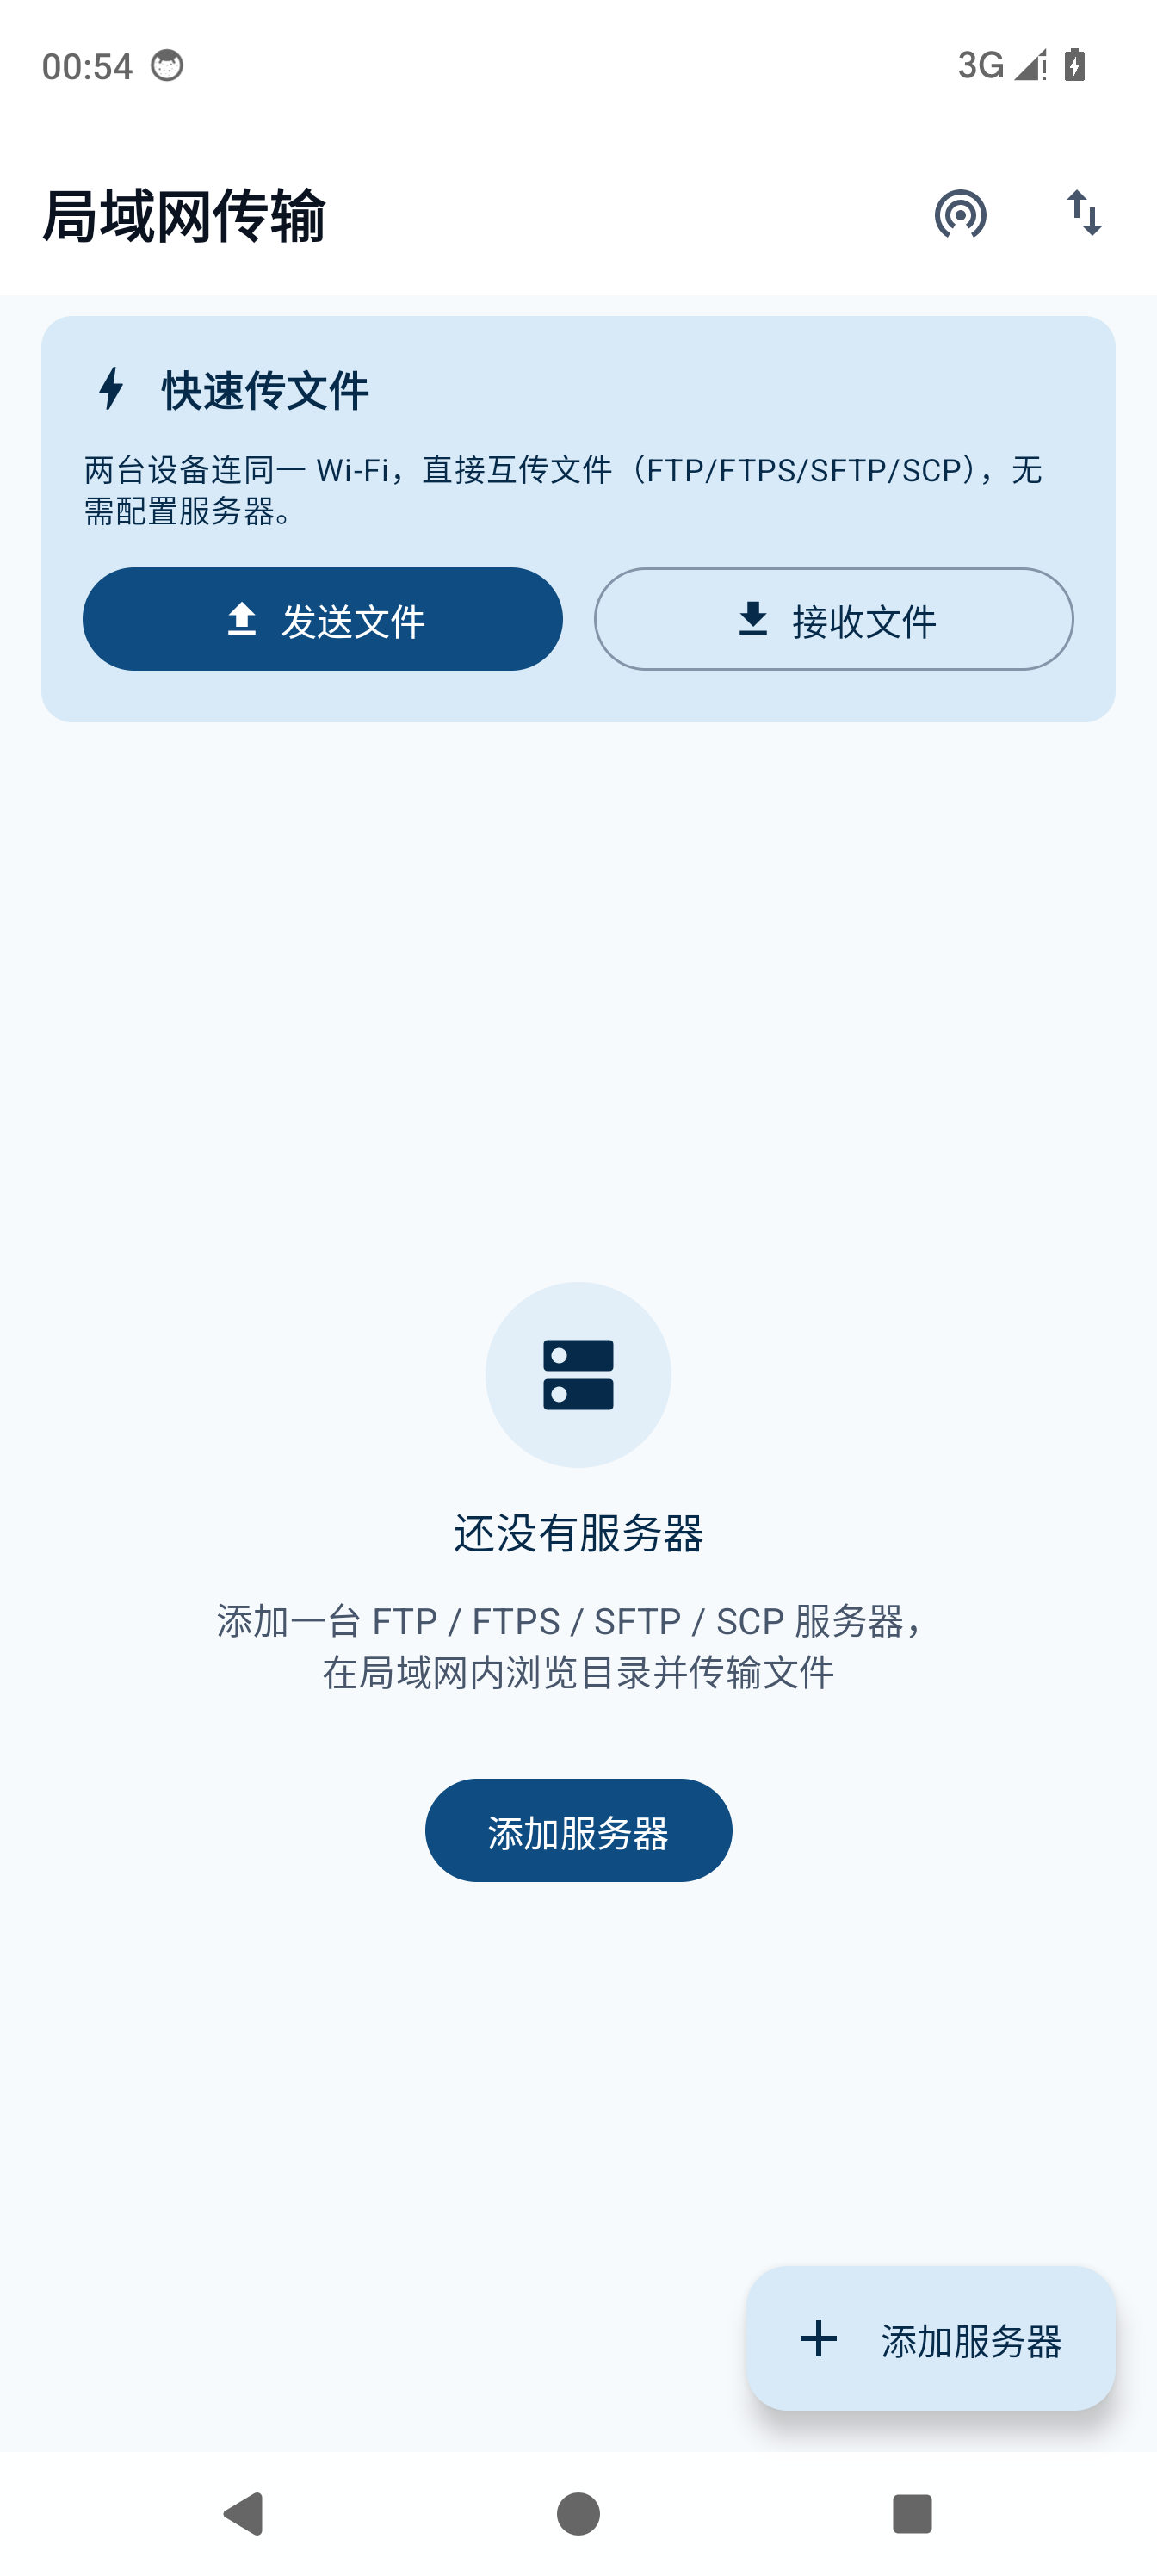 00:54
3G
局域网传输
快速传文件
两台设备连同一 Wi-Fi，直接互传文件（FTP/FTPS/SFTP/SCP），无
需配置服务器。
发送文件
接收文件
还没有服务器
添加一台 FTP / FTPS / SFTP / SCP 服务器，
在局域网内浏览目录并传输文件
添加服务器
添加服务器